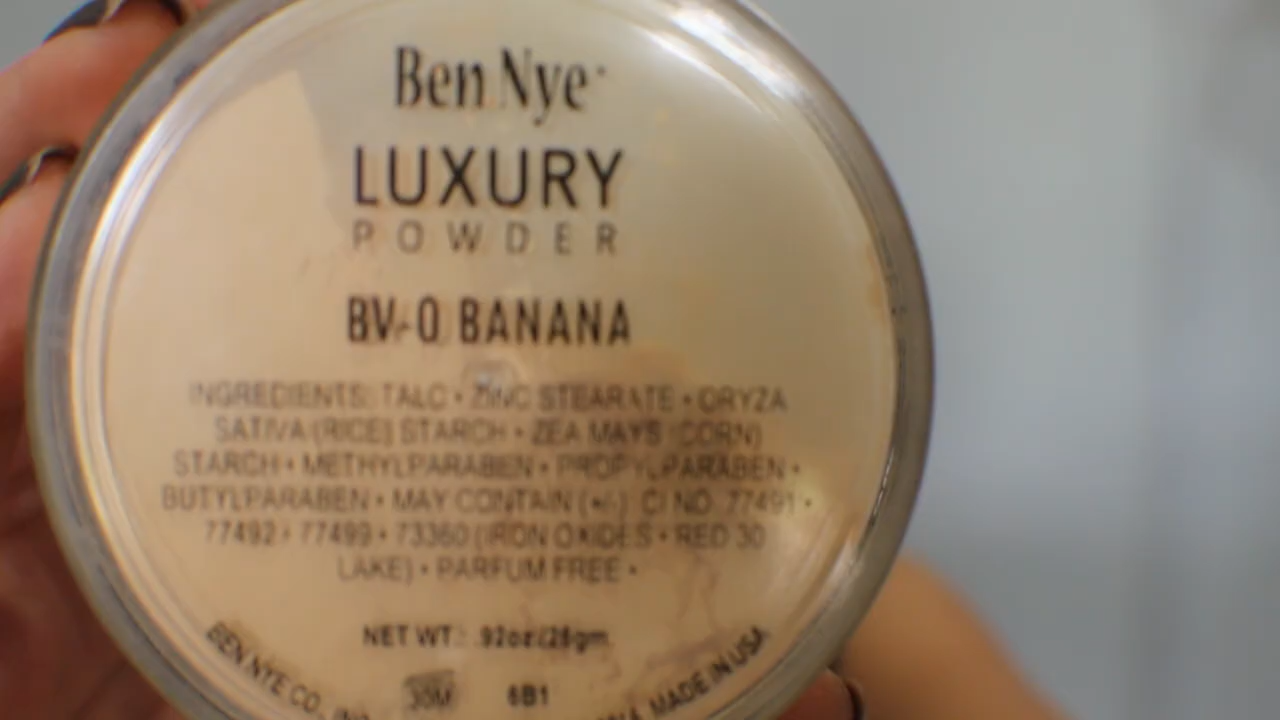 Ben Nye
LUXURY
POWDER
BV-0 BANANA
INGREDIENTS: TALC • ZINC STEARATE • ORYZA
SATIVA (RICE) STARCH • ZEA MAYS (CORN)
STARCH • METHYLPARABEN • PROPYLPARABEN •
BUTYLPARABEN • MAY CONTAIN (+/-) CI NO. 77491 •
77492 • 77499 • 73360 (IRON OXIDES • RED 30
LAKE) • PARFUM FREE •
NET WT.: .92oz/26gm
BEN NYE CO., MADE IN USA
30M 6B1